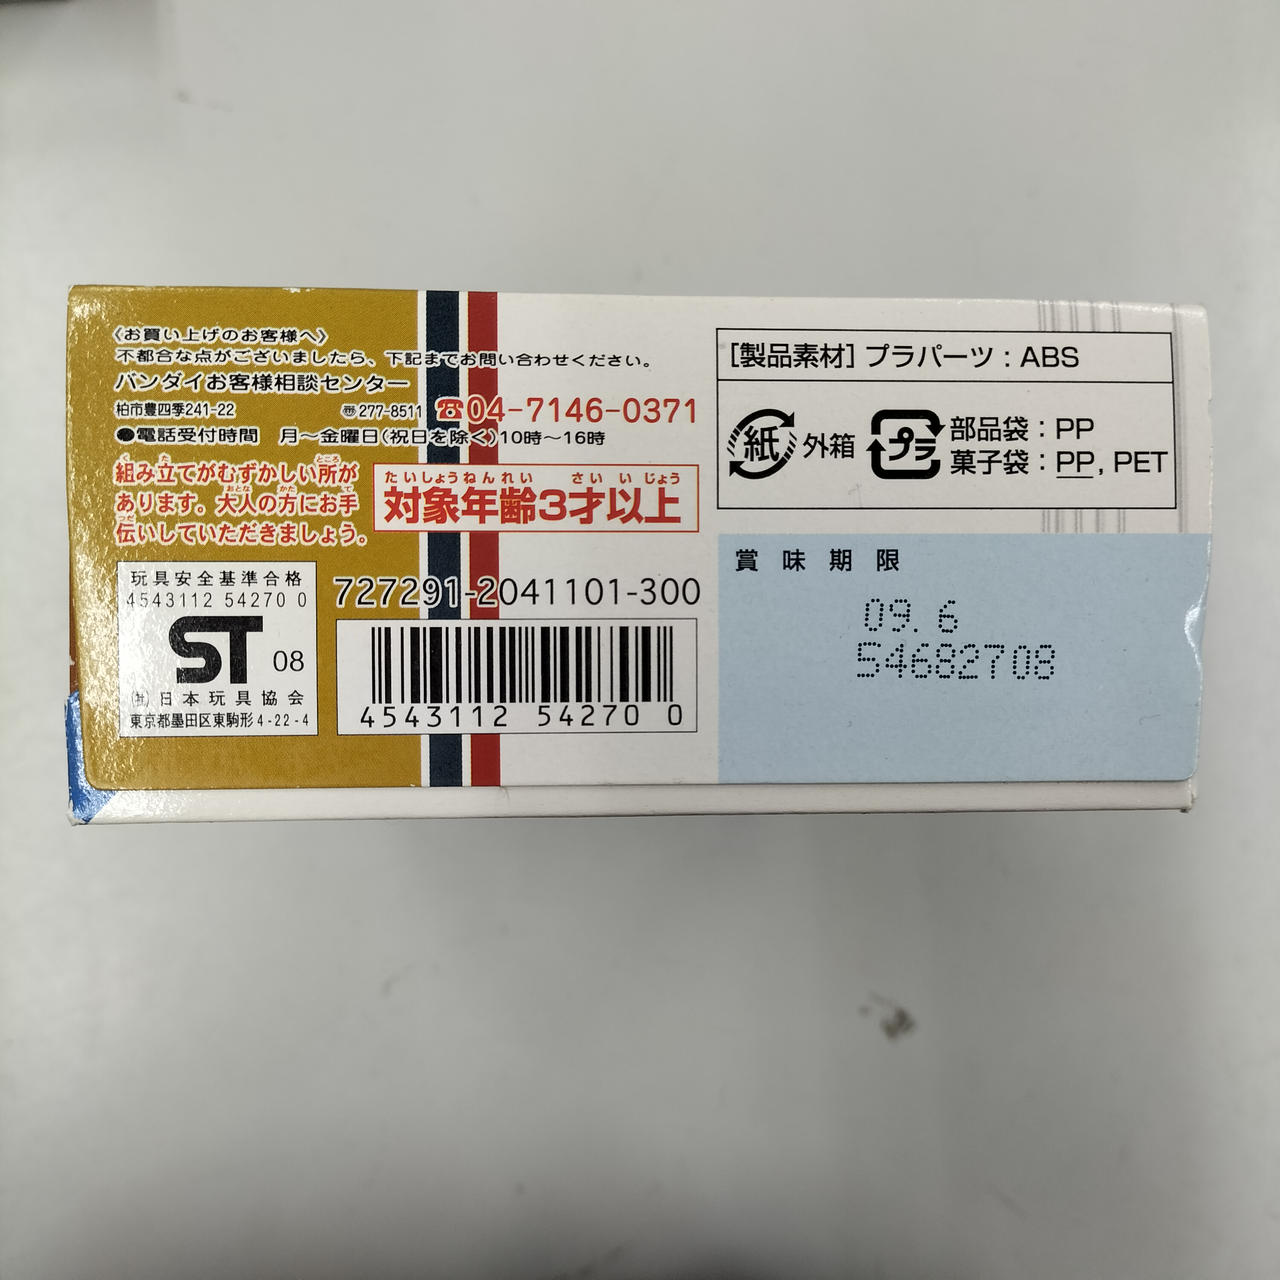 〈お買い上げのお客様へ〉
不都合な点がございましたら、下記までお問い合わせください。
バンダイお客様相談センター
柏市豊四季241-22 〠277-8511 ☎04-7146-0371
●電話受付時間 月～金曜日(祝日を除く)10時～16時
組み立てがむずかしい所が
あります。大人の方にお手
伝いしていただきましょう。
たいしょうねんれい さい いじょう
対象年齢3才以上
玩具安全基準合格
4543112 54270 0
ST 08
㈳日本玩具協会
東京都墨田区東駒形4-22-4
727291-2041101-300
4543112 54270 0
[製品素材] プラパーツ：ABS
紙 外箱
プラ 部品袋：PP
菓子袋：PP, PET
賞味期限
09. 6
54682708